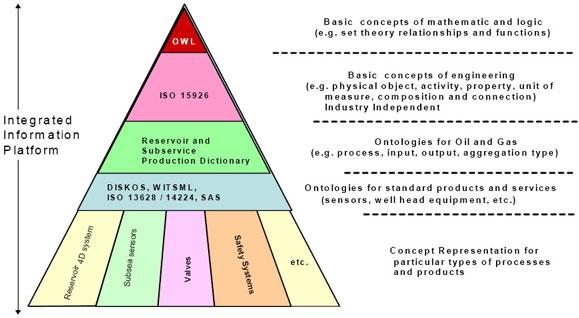 Integrated
Information
Platform
OWL
ISO 15926
Reservoir and
Subservice
Production Dictionary
DISKOS, WITSML,
ISO 13628 / 14224, SAS
Reservoir 4D system
Subsea sensors
Valves
Safety Systems
etc.
Basic concepts of mathematic and logic
(e.g. set theory relationships and functions)
Basic concepts of engineering
(e.g. physical object, activity, property, unit of
measure, composition and connection)
Industry Independent
Ontologies for Oil and Gas
(e.g. process, input, output, aggregation type)
Ontologies for standard products and services
(sensors, well head equipment, etc.)
Concept Representation for
particular types of processes
and products